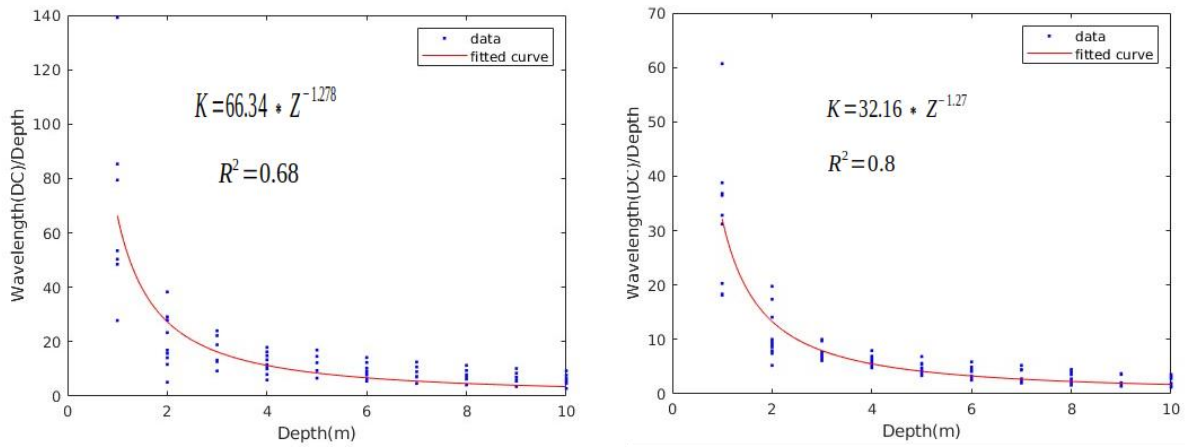 140
120
100
80
60
40
20
0
Wavelength(DC)/Depth
data
fitted curve
K=66.34 * Z^-1.278
R^2=0.68
0 2 4 6 8 10
Depth(m)
70
60
50
40
30
20
10
0
Wavelength(DC)/Depth
data
fitted curve
K=32.16 * Z^-1.27
R^2=0.8
0 2 4 6 8 10
Depth(m)